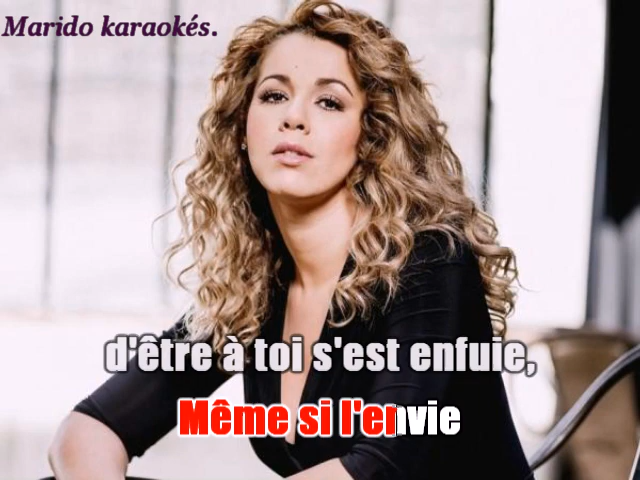 Marido karaokés.
d'être à toi s'est enfuie,
Même si l'envie